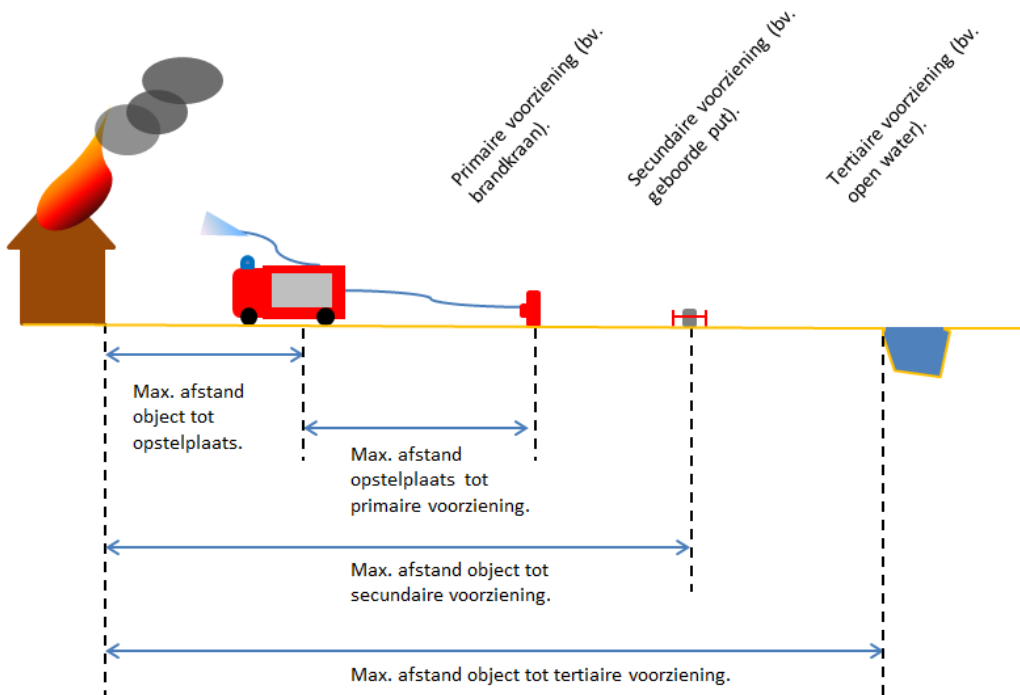 Primaire voorziening (bv.
brandkraan).
Secundaire voorziening (bv.
geboorde put).
Tertiaire voorziening (bv.
open water).
Max. afstand
object tot
opstelplaats.
Max. afstand
opstelplaats tot
primaire voorziening.
Max. afstand object tot
secundaire voorziening.
Max. afstand object tot tertiaire voorziening.